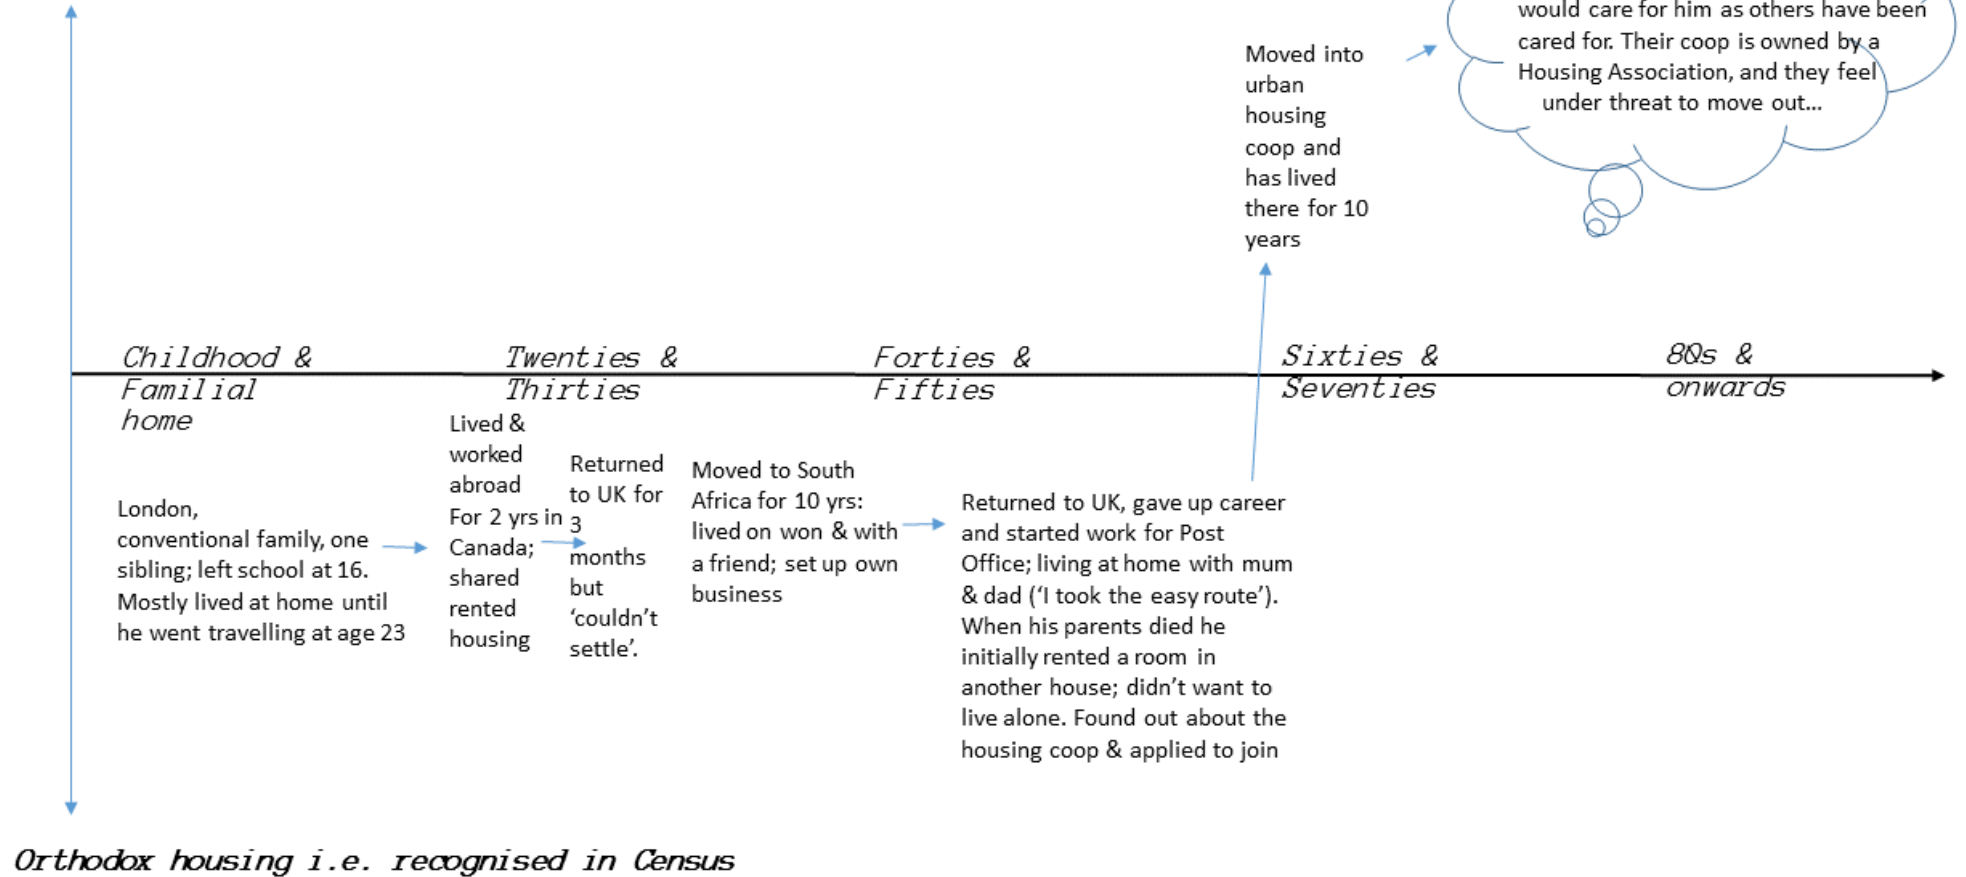 would care for him as others have been
cared for. Their coop is owned by a
Housing Association, and they feel
under threat to move out...
Moved into
urban
housing
coop and
has lived
there for 10
years
Childhood &
Familial
home
Twenties &
Thirties
Forties &
Fifties
Sixties &
Seventies
80s &
onwards
London,
conventional family, one
sibling; left school at 16.
Mostly lived at home until
he went travelling at age 23
Lived &
worked
abroad
For 2 yrs in
Canada;
shared
rented
housing
Returned
to UK for
3
months
but
‘couldn’t
settle’.
Moved to South
Africa for 10 yrs:
lived on won & with
a friend; set up own
business
Returned to UK, gave up career
and started work for Post
Office; living at home with mum
& dad (‘I took the easy route’).
When his parents died he
initially rented a room in
another house; didn’t want to
live alone. Found out about the
housing coop & applied to join
Orthodox housing i.e. recognised in Census